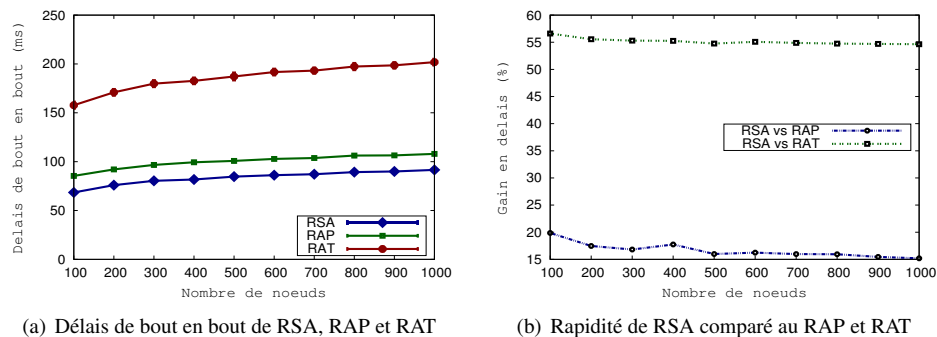 Delais de bout en bout (ms)
250
200
150
100
50
0
RSA
RAP
RAT
100 200 300 400 500 600 700 800 900 1000
Nombre de noeuds
(a) Délais de bout en bout de RSA, RAP et RAT
Gain en delais (%)
60
55
50
45
40
35
30
25
20
15
RSA vs RAP
RSA vs RAT
100 200 300 400 500 600 700 800 900 1000
Nombre de noeuds
(b) Rapidité de RSA comparé au RAP et RAT